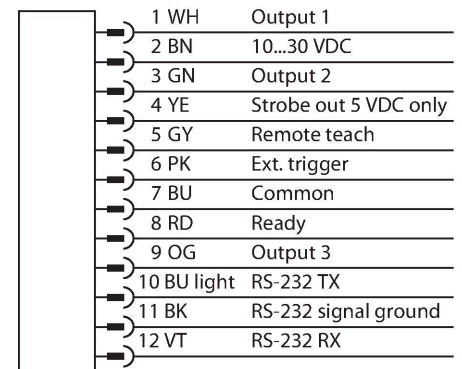 1 WH Output 1
2 BN 10...30 VDC
3 GN Output 2
4 YE Strobe out 5 VDC only
5 GY Remote teach
6 PK Ext. trigger
7 BU Common
8 RD Ready
9 OG Output 3
10 BU light RS-232 TX
11 BK RS-232 signal ground
12 VT RS-232 RX